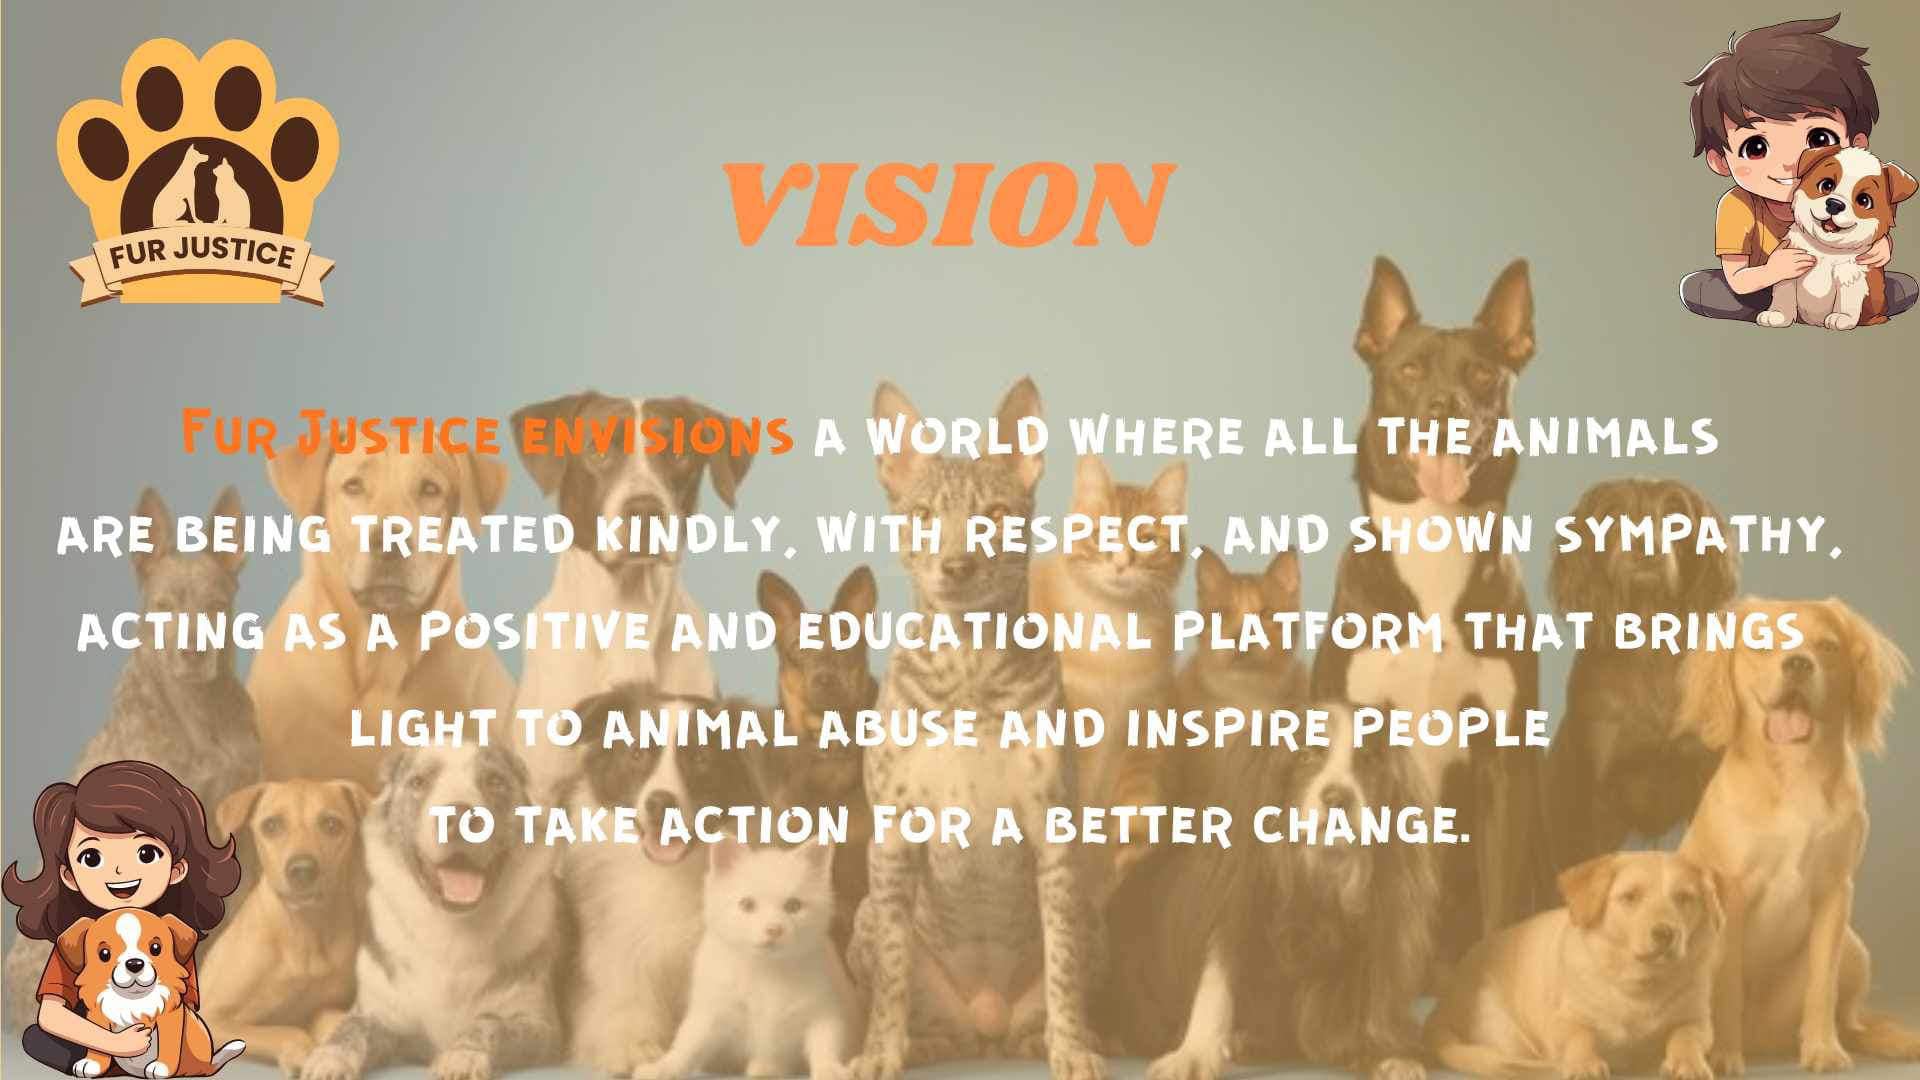 FUR JUSTICE
VISION
Fur Justice envisions a world where all the animals
are being treated kindly, with respect, and shown sympathy,
acting as a positive and educational platform that brings
light to animal abuse and inspire people
to take action for a better change.